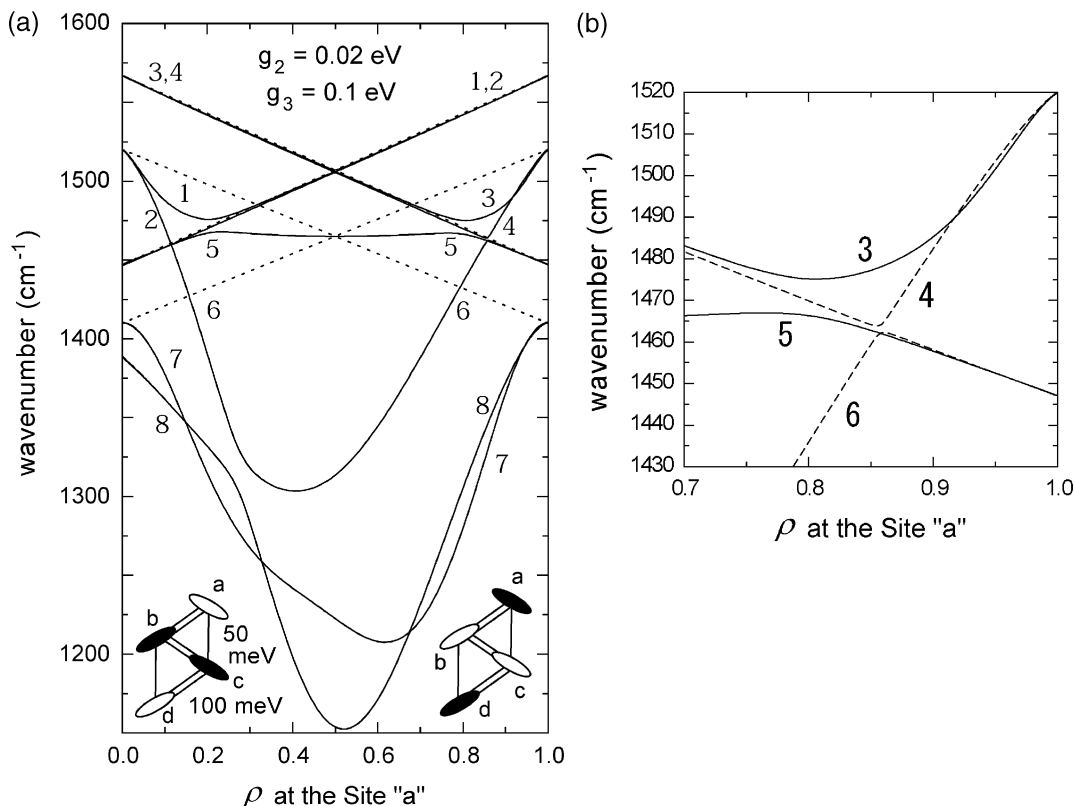 (a)
1600
1500
1400
1300
1200
wavenumber (cm⁻¹)
g₂ = 0.02 eV
g₃ = 0.1 eV
3,4
1,2
1
2
3
4
5
5
6
6
7
8
8
7
a
b
50
meV
c
100 meV
d
a
b
c
d
0.0
0.2
0.4
0.6
0.8
1.0
ρ at the Site "a"
(b)
1520
1510
1500
1490
1480
1470
1460
1450
1440
1430
wavenumber (cm⁻¹)
3
4
5
6
0.7
0.8
0.9
1.0
ρ at the Site "a"